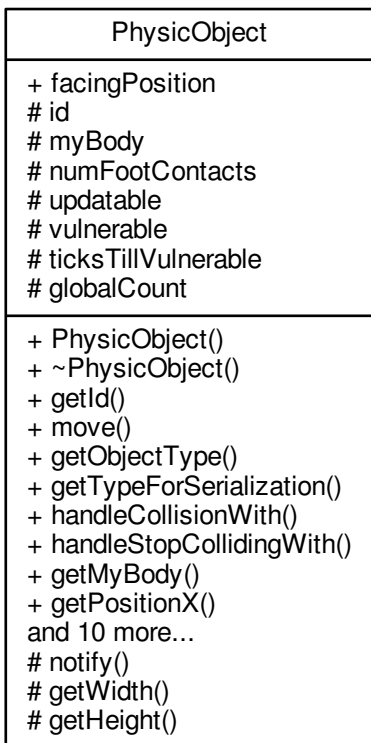 PhysicObject
+ facingPosition
# id
# myBody
# numFootContacts
# updatable
# vulnerable
# ticksTillVulnerable
# globalCount
+ PhysicObject()
+ ~PhysicObject()
+ getId()
+ move()
+ getObjectType()
+ getTypeForSerialization()
+ handleCollisionWith()
+ handleStopCollidingWith()
+ getMyBody()
+ getPositionX()
and 10 more...
# notify()
# getWidth()
# getHeight()